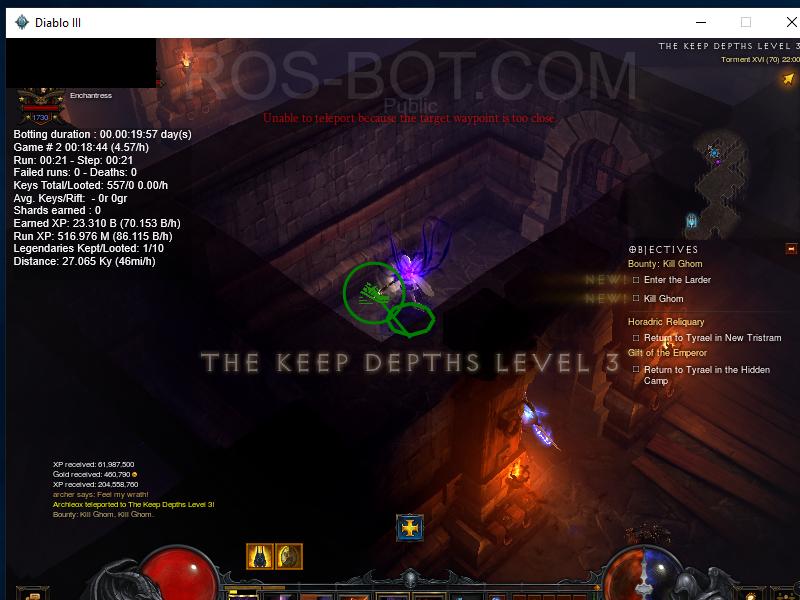 Diablo III
THE KEEP DEPTHS LEVEL 3
Torment XVI (70) 22:00
ROS-BOT.COM
Public
Unable to teleport because the target waypoint is too close.
Enchantress
1730
Botting duration : 00.00:19:57 day(s)
Game # 2 00:18:44 (4.57/h)
Run: 00:21 - Step: 00:21
Failed runs: 0 - Deaths: 0
Keys Total/Looted: 557/0 0.00/h
Avg. Keys/Rift:  - 0r 0gr
Shards earned : 0
Earned XP: 23.310 B (70.153 B/h)
Run XP: 516.976 M (86.115 B/h)
Legendaries Kept/Looted: 1/10
Distance: 27.065 Ky (46mi/h)
OBJECTIVES
Bounty: Kill Ghom
NEW! Enter the Larder
NEW! Kill Ghom
Horadric Reliquary
Return to Tyrael in New Tristram
Gift of the Emperor
Return to Tyrael in the Hidden
Camp
THE KEEP DEPTHS LEVEL 3
XP received: 61,987,500
Gold received: 460,790
XP received: 204,558,760
archer says: Feel my wrath!
Archleox teleported to The Keep Depths Level 3!
Bounty: Kill Ghom, Kill Ghom.